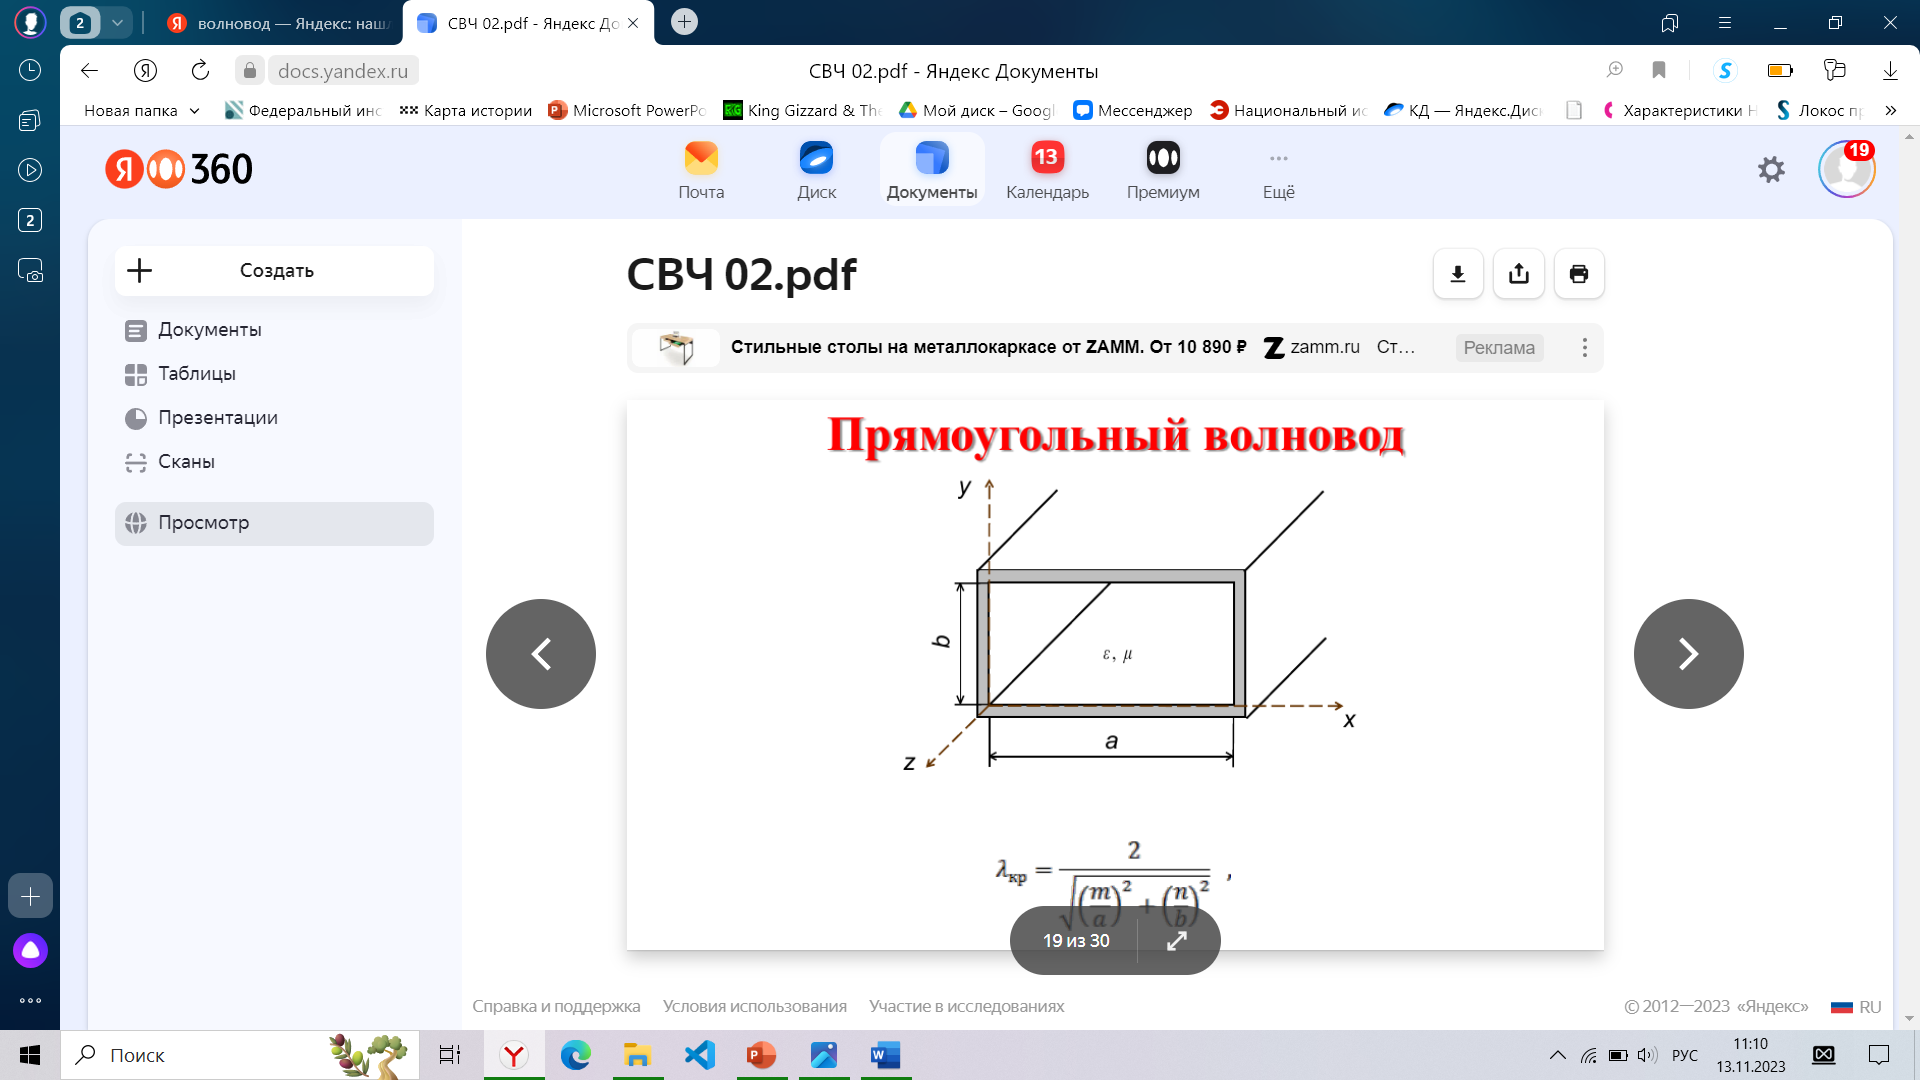 2
волновод — Яндекс: наш
СВЧ 02.pdf - Яндекс До
docs.yandex.ru
СВЧ 02.pdf - Яндекс Документы
Новая папка
Федеральный инс
Карта истории
Microsoft PowerPo
King Gizzard & The
Мой диск – Googl
Мессенджер
Национальный ис
КД — Яндекс.Диск
Характеристики Н
Локос пр
»
Я 360
Почта
Диск
Документы
13
Календарь
Премиум
Ещё
19
2
Создать
Документы
Таблицы
Презентации
Сканы
Просмотр
СВЧ 02.pdf
Стильные столы на металлокаркасе от ZAMM. От 10 890 ₽
zamm.ru
Ст...
Реклама
Прямоугольный волновод
y
b
ε, μ
x
a
z
λкр = 2 / √((m/a)² + (n/b)²) ,
19 из 30
Справка и поддержка
Условия использования
Участие в исследованиях
© 2012—2023 «Яндекс»
RU
Поиск
РУС
11:10
13.11.2023